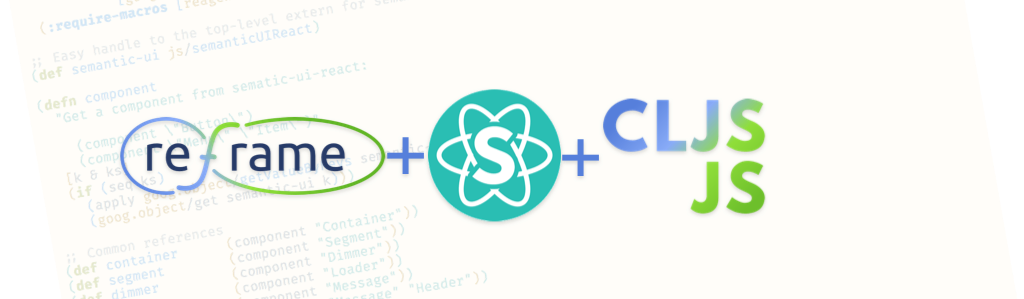 (:require-macros [reag
;; Easy handle to the top-level extern for sem
(def semantic-ui js/semanticUIReact)
(defn component
"Get a component from sematic-ui-react:
(component \"Button\")
(component \"Menu\" \"Item\")"
[k & ks
(if (seq ks)
(apply goog.object/getValueByKeys semantic
(goog.object/get semantic-ui k)))
re-frame + S + CLJS
JS
;; Common references
(def container (component "Container"))
(def segment (component "Segment"))
(def dimmer (component "Dimmer"))
(component "Loader"))
(component "Message"))
"Message" "Header"))